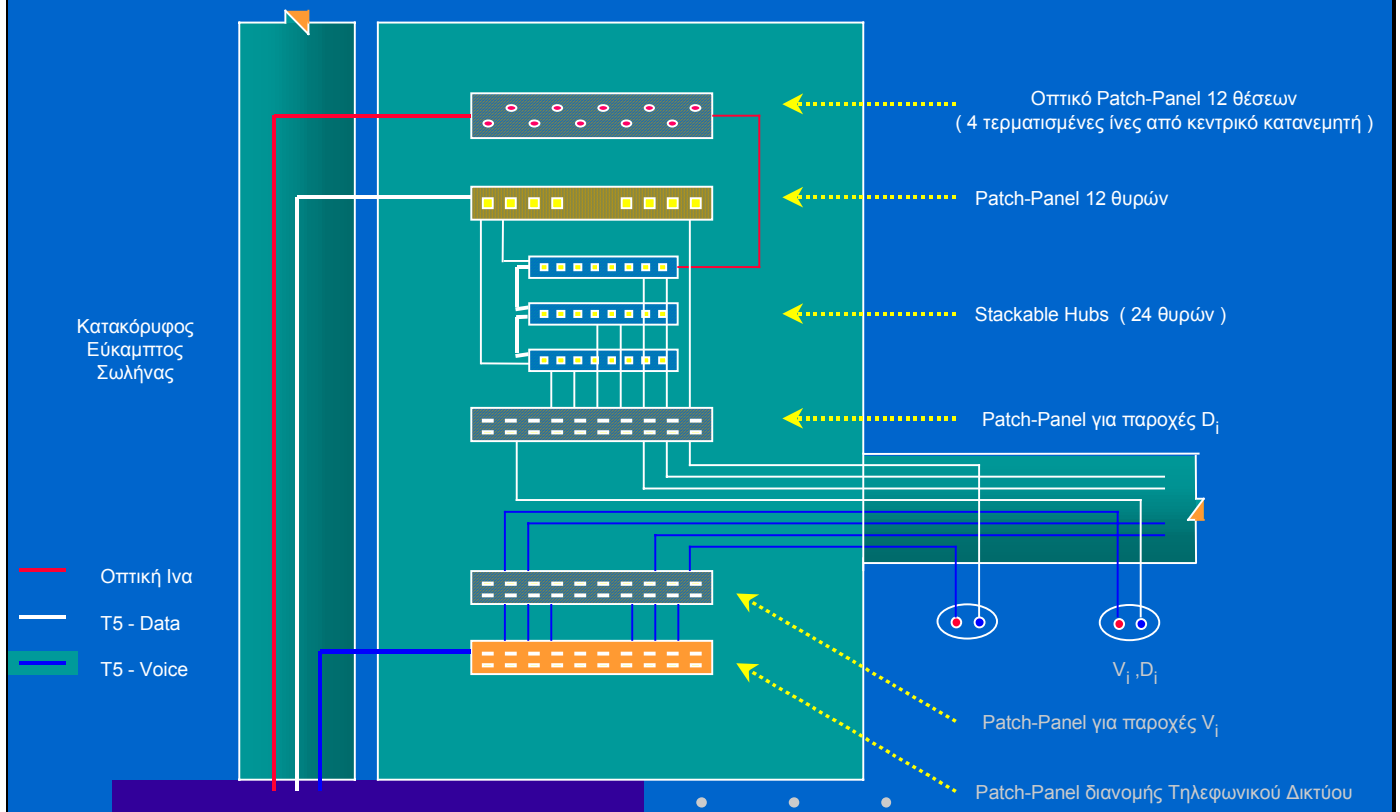 Οπτικό Patch-Panel 12 θέσεων
( 4 τερματισμένες ίνες από κεντρικό κατανεμητή )
Patch-Panel 12 θυρών
Stackable Hubs ( 24 θυρών )
Κατακόρυφος
Εύκαμπτος
Σωλήνας
Patch-Panel για παροχές Di
Οπτική Ινα
T5 - Data
T5 - Voice
Vi ,Di
Patch-Panel για παροχές Vi
Patch-Panel διανομής Τηλεφωνικού Δικτύου